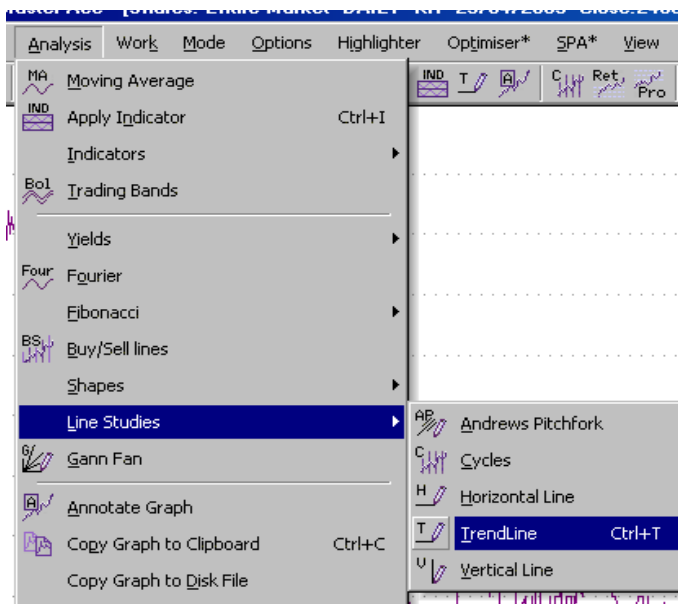 Analysis Work Mode Options Highlighter Optimiser* SPA* View
IND T A C Ret Pro
MA Moving Average
IND Apply Indicator Ctrl+I
Indicators
Bol Trading Bands
Yields
Four Fourier
Fibonacci
BS Buy/Sell lines
Shapes
Line Studies
G Gann Fan
A Annotate Graph
Copy Graph to Clipboard Ctrl+C
Copy Graph to Disk File
AP Andrews Pitchfork
C Cycles
H Horizontal Line
T TrendLine Ctrl+T
V Vertical Line